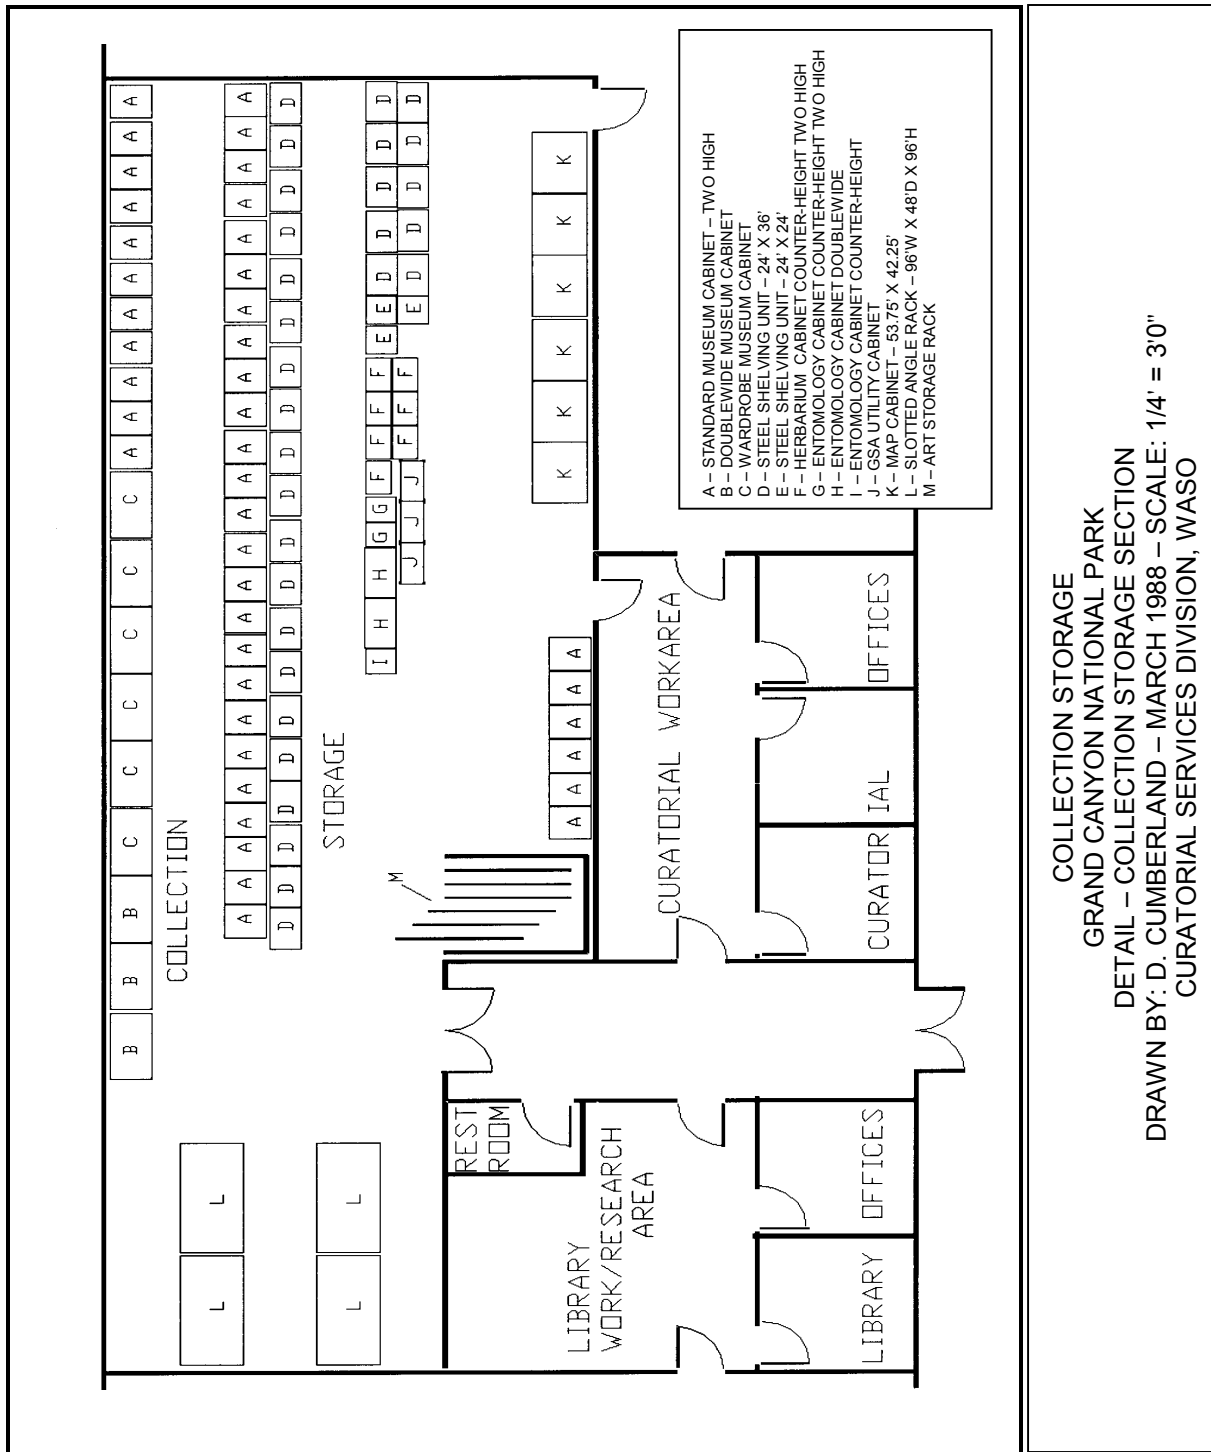 B B B C C C C C C A A A A A A A A A A A
COLLECTION
L L
A A A A A A A A A A A A A A A A A A A A A A A A A
D D D D D D D D D D D D D D D D D D D D
STORAGE
L L
I H H G G F F F F E E D D D D D
M
J J J F F F E D D D D D
K K K K K K
A A A A A A
REST
ROOM
LIBRARY
WORK/RESEARCH
AREA
CURATORIAL WORKAREA
LIBRARY
OFFICES
CURATOR IAL
OFFICES
A – STANDARD MUSEUM CABINET – TWO HIGH
B – DOUBLEWIDE MUSEUM CABINET
C – WARDROBE MUSEUM CABINET
D – STEEL SHELVING UNIT – 24' X 36'
E – STEEL SHELVING UNIT – 24' X 24'
F – HERBARIUM CABINET COUNTER-HEIGHT TWO HIGH
G – ENTOMOLOGY CABINET COUNTER-HEIGHT TWO HIGH
H – ENTOMOLOGY CABINET DOUBLEWIDE
I – ENTOMOLOGY CABINET COUNTER-HEIGHT
J – GSA UTILITY CABINET
K – MAP CABINET – 53.75' X 42.25'
L – SLOTTED ANGLE RACK – 96'W X 48'D X 96'H
M – ART STORAGE RACK
COLLECTION STORAGE
GRAND CANYON NATIONAL PARK
DETAIL – COLLECTION STORAGE SECTION
DRAWN BY: D. CUMBERLAND – MARCH 1988 – SCALE: 1/4' = 3'0"
CURATORIAL SERVICES DIVISION, WASO